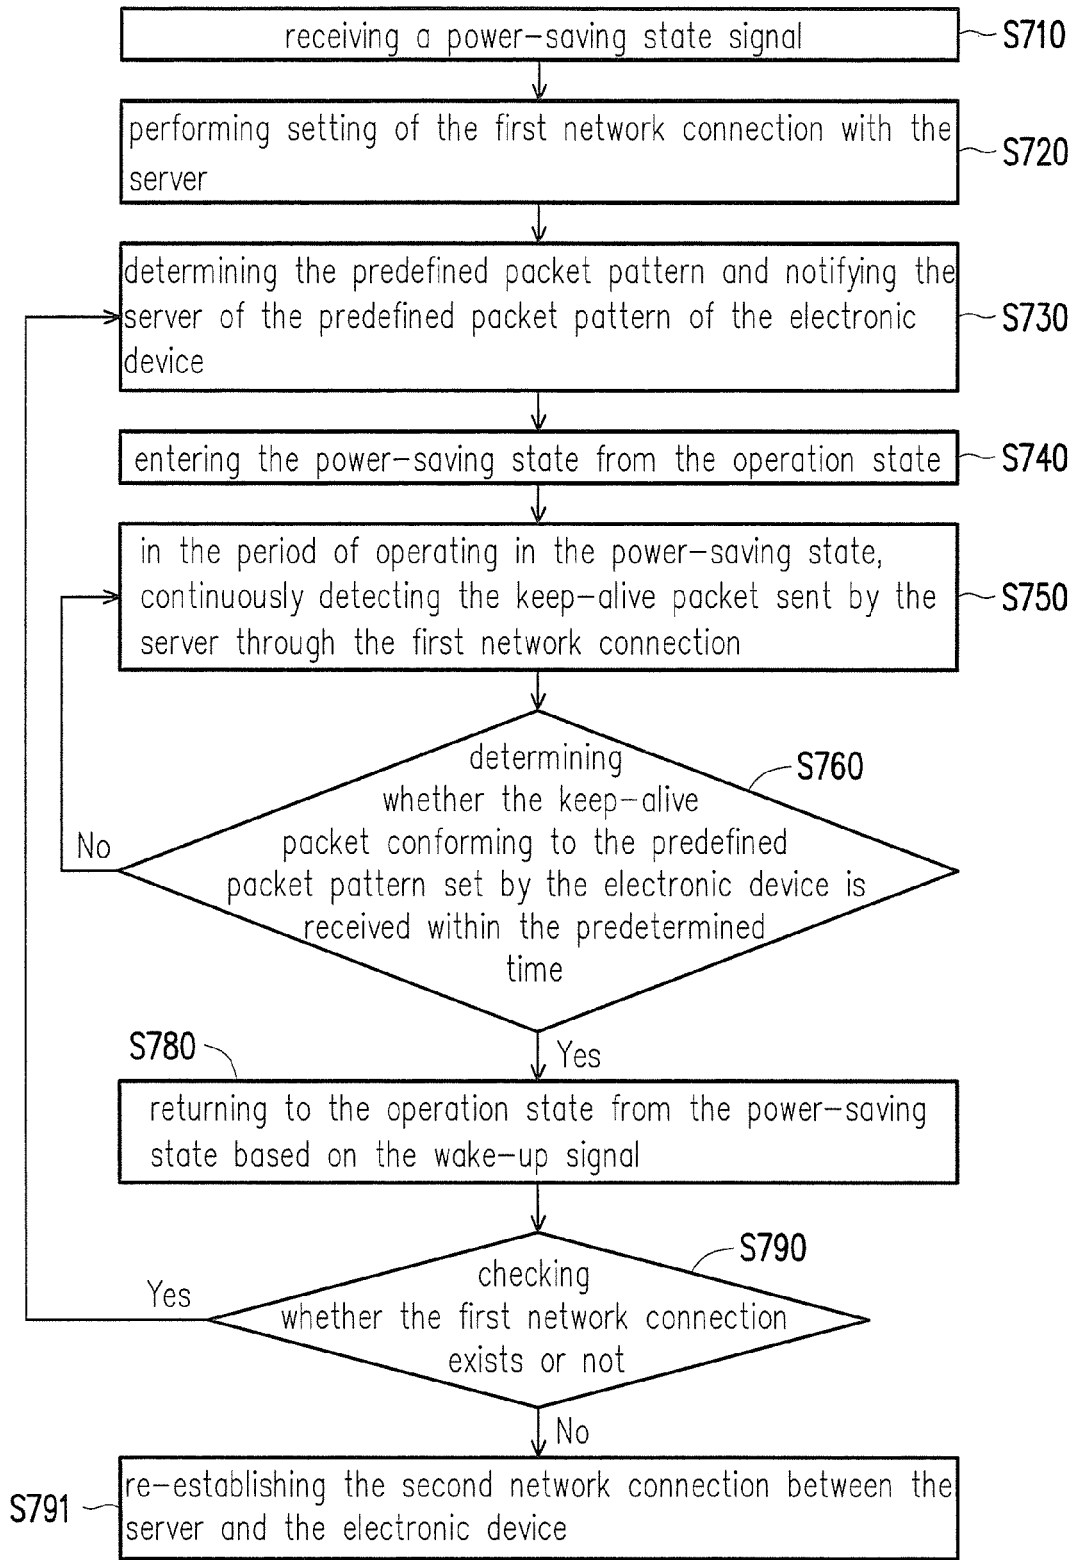 receiving a power-saving state signal
S710
performing setting of the first network connection with the
server
S720
determining the predefined packet pattern and notifying the
server of the predefined packet pattern of the electronic
device
S730
entering the power-saving state from the operation state
S740
in the period of operating in the power-saving state,
continuously detecting the keep-alive packet sent by the
server through the first network connection
S750
determining
whether the keep-alive
packet conforming to the predefined
packet pattern set by the electronic device is
received within the predetermined
time
S760
No
Yes
S780
returning to the operation state from the power-saving
state based on the wake-up signal
checking
whether the first network connection
exists or not
S790
Yes
No
S791
re-establishing the second network connection between the
server and the electronic device